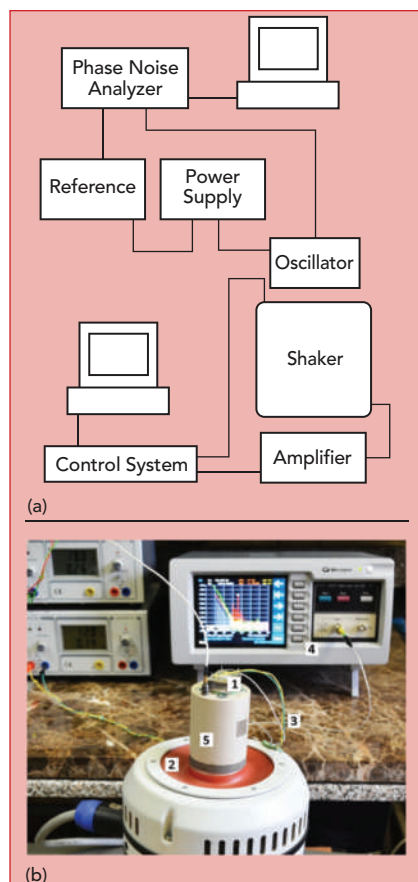 Phase Noise
Analyzer
Reference
Power
Supply
Oscillator
Shaker
Control System
Amplifier
(a)
1
2
3
4
5
(b)